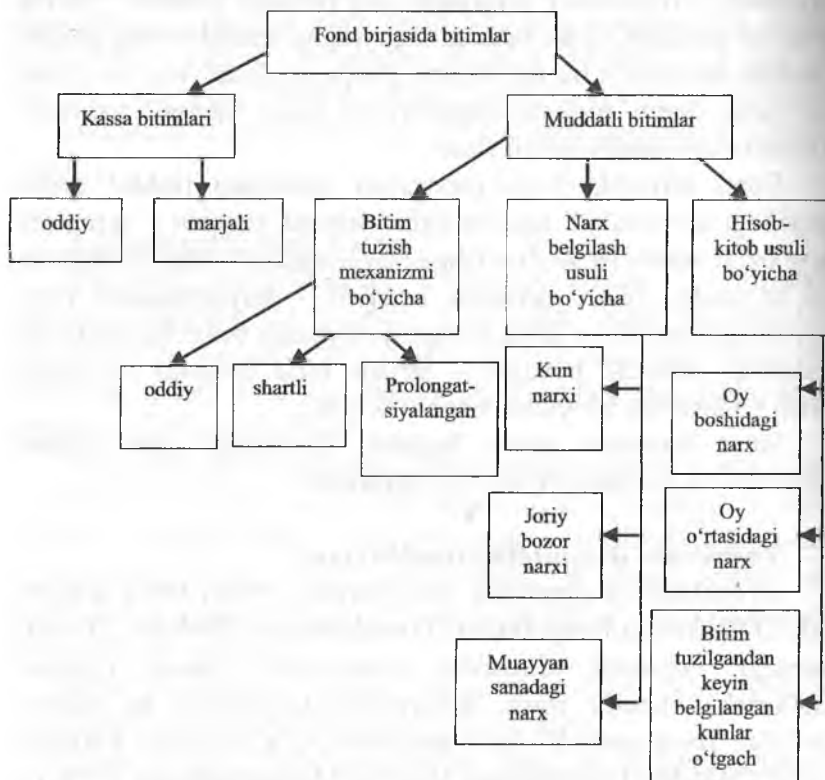 Fond birjasida bitimlar
Kassa bitimlari
Muddatli bitimlar
oddiy
marjali
Bitim
tuzish
mexanizmi
bo‘yicha
Narx
belgilash
usuli
bo‘yicha
Hisob-
kitob usuli
bo‘yicha
oddiy
shartli
Prolongat-
siyalangan
Kun
narxi
Oy
boshidagi
narx
Joriy
bozor
narxi
Oy
o‘rtasidagi
narx
Muayyan
sanadagi
narx
Bitim
tuzilgandan
keyin
belgilangan
kunlar
o‘tgach